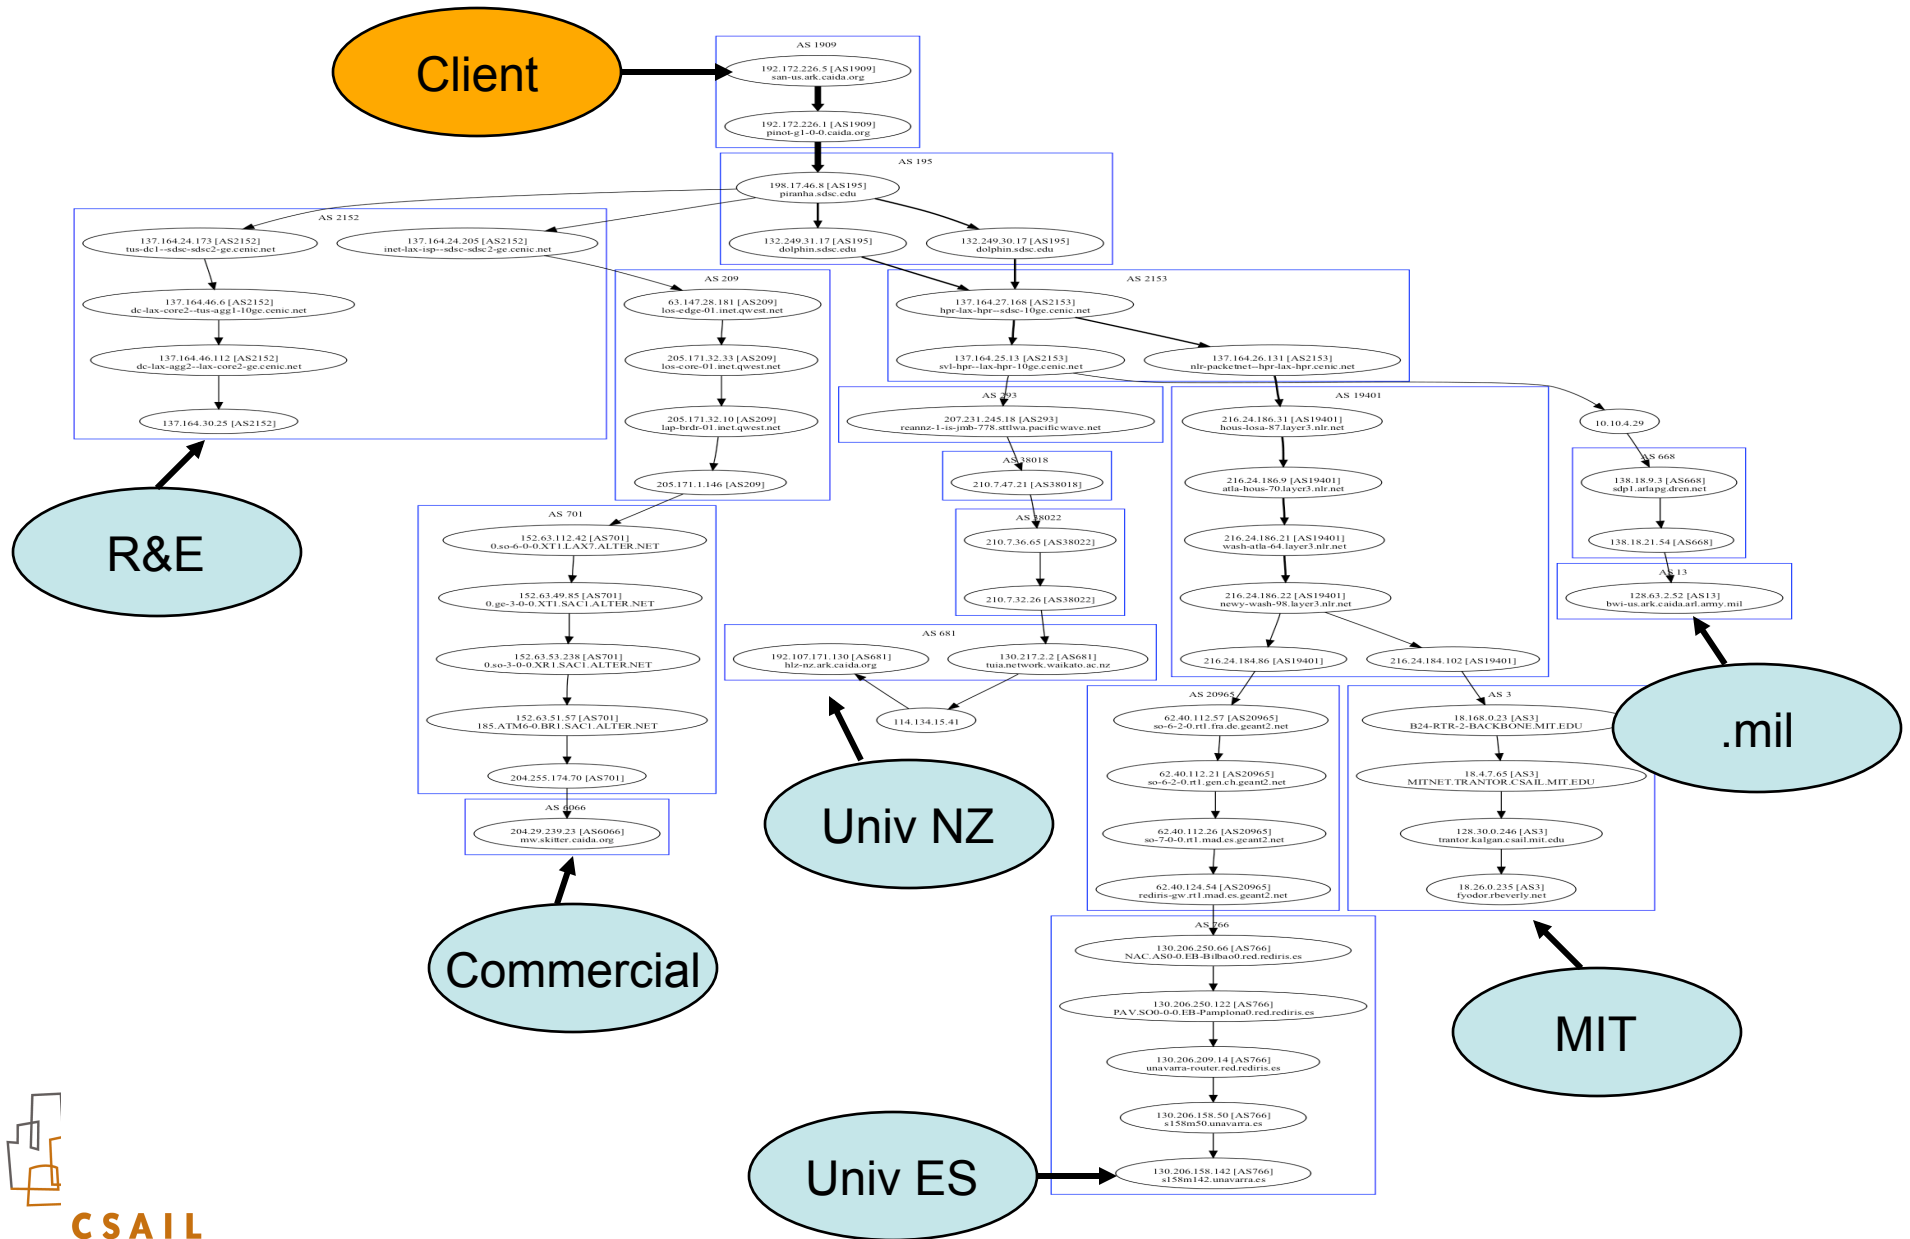 Client
AS 1909
192.172.226.5 [AS1909]
san-us.ark.caida.org
192.172.226.1 [AS1909]
pinot-g1-0-0.caida.org
AS 195
198.17.46.8 [AS195]
piranha.sdsc.edu
132.249.31.17 [AS195]
dolphin.sdsc.edu
132.249.30.17 [AS195]
dolphin.sdsc.edu
AS 2152
137.164.24.173 [AS2152]
tus-dc1--sdsc-sdsc2-ge.cenic.net
137.164.24.205 [AS2152]
inet-lax-isp--sdsc-sdsc2-ge.cenic.net
137.164.46.6 [AS2152]
dc-lax-core2--tus-agg1-10ge.cenic.net
137.164.46.112 [AS2152]
dc-lax-agg2--lax-core2-ge.cenic.net
137.164.30.25 [AS2152]
R&E
AS 209
63.147.28.181 [AS209]
los-edge-01.inet.qwest.net
205.171.32.33 [AS209]
los-core-01.inet.qwest.net
205.171.32.10 [AS209]
lap-brdr-01.inet.qwest.net
205.171.1.146 [AS209]
AS 701
152.63.112.42 [AS701]
0.so-6-0-0.XT1.LAX7.ALTER.NET
152.63.49.85 [AS701]
0.ge-3-0-0.XT1.SAC1.ALTER.NET
152.63.53.238 [AS701]
0.so-3-0-0.XR1.SAC1.ALTER.NET
152.63.51.57 [AS701]
185.ATM6-0.BR1.SAC1.ALTER.NET
204.255.174.70 [AS701]
AS 6066
204.29.239.23 [AS6066]
mw.skitter.caida.org
Commercial
AS 2153
137.164.27.168 [AS2153]
hpr-lax-hpr--sdsc-10ge.cenic.net
137.164.25.13 [AS2153]
svl-hpr--lax-hpr-10ge.cenic.net
137.164.26.131 [AS2153]
nlr-packetnet--hpr-lax-hpr.cenic.net
AS 293
207.231.245.18 [AS293]
reannz-1-is-jmb-778.sttlwa.pacificwave.net
AS 38018
210.7.47.21 [AS38018]
AS 38022
210.7.36.65 [AS38022]
210.7.32.26 [AS38022]
AS 681
192.107.171.130 [AS681]
hlz-nz.ark.caida.org
130.217.2.2 [AS681]
tuia.network.waikato.ac.nz
114.134.15.41
Univ NZ
AS 19401
216.24.186.31 [AS19401]
hous-losa-87.layer3.nlr.net
216.24.186.9 [AS19401]
atla-hous-70.layer3.nlr.net
216.24.186.21 [AS19401]
wash-atla-64.layer3.nlr.net
216.24.186.22 [AS19401]
newy-wash-98.layer3.nlr.net
216.24.184.86 [AS19401]
216.24.184.102 [AS19401]
10.10.4.29
AS 668
138.18.9.3 [AS668]
sdp1.arlapg.dren.net
138.18.21.54 [AS668]
AS 13
128.63.2.52 [AS13]
bwi-us.ark.caida.arl.army.mil
.mil
AS 20965
62.40.112.57 [AS20965]
so-6-2-0.rt1.fra.de.geant2.net
62.40.112.21 [AS20965]
so-6-2-0.rt1.gen.ch.geant2.net
62.40.112.26 [AS20965]
so-7-0-0.rt1.mad.es.geant2.net
62.40.124.54 [AS20965]
rediris-gw.rt1.mad.es.geant2.net
AS 3
18.168.0.23 [AS3]
B24-RTR-2-BACKBONE.MIT.EDU
18.4.7.65 [AS3]
MITNET.TRANTOR.CSAIL.MIT.EDU
128.30.0.246 [AS3]
trantor.kalgan.csail.mit.edu
18.26.0.235 [AS3]
fyodor.rbeverly.net
MIT
AS 766
130.206.250.66 [AS766]
NAC.AS0-0.EB-Bilbao0.red.rediris.es
130.206.250.122 [AS766]
PAV.SO0-0-0.EB-Pamplona0.red.rediris.es
130.206.209.14 [AS766]
unavarra-router.red.rediris.es
130.206.158.50 [AS766]
s158m50.unavarra.es
130.206.158.142 [AS766]
s158m142.unavarra.es
Univ ES
CSAIL